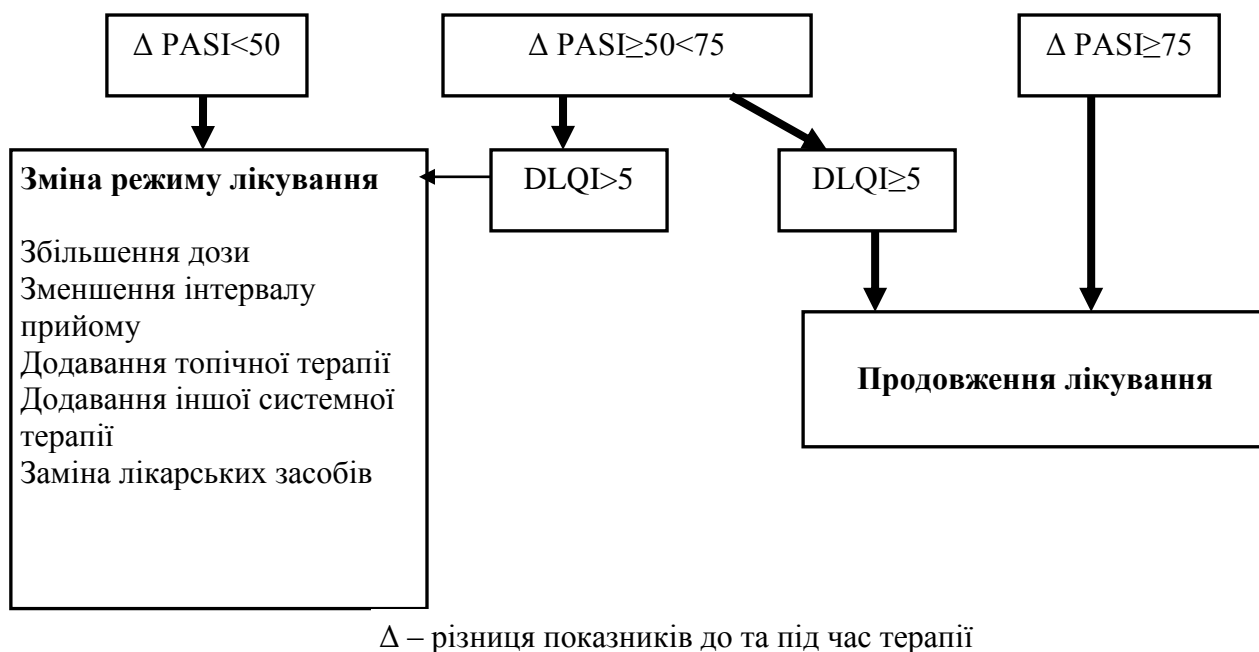 Δ PASI<50
Δ PASI≥50<75
Δ PASI≥75
Зміна режиму лікування
Збільшення дози
Зменшення інтервалу
прийому
Додавання топічної терапії
Додавання іншої системної
терапії
Заміна лікарських засобів
DLQI>5
DLQI≥5
Продовження лікування
Δ – різниця показників до та під час терапії